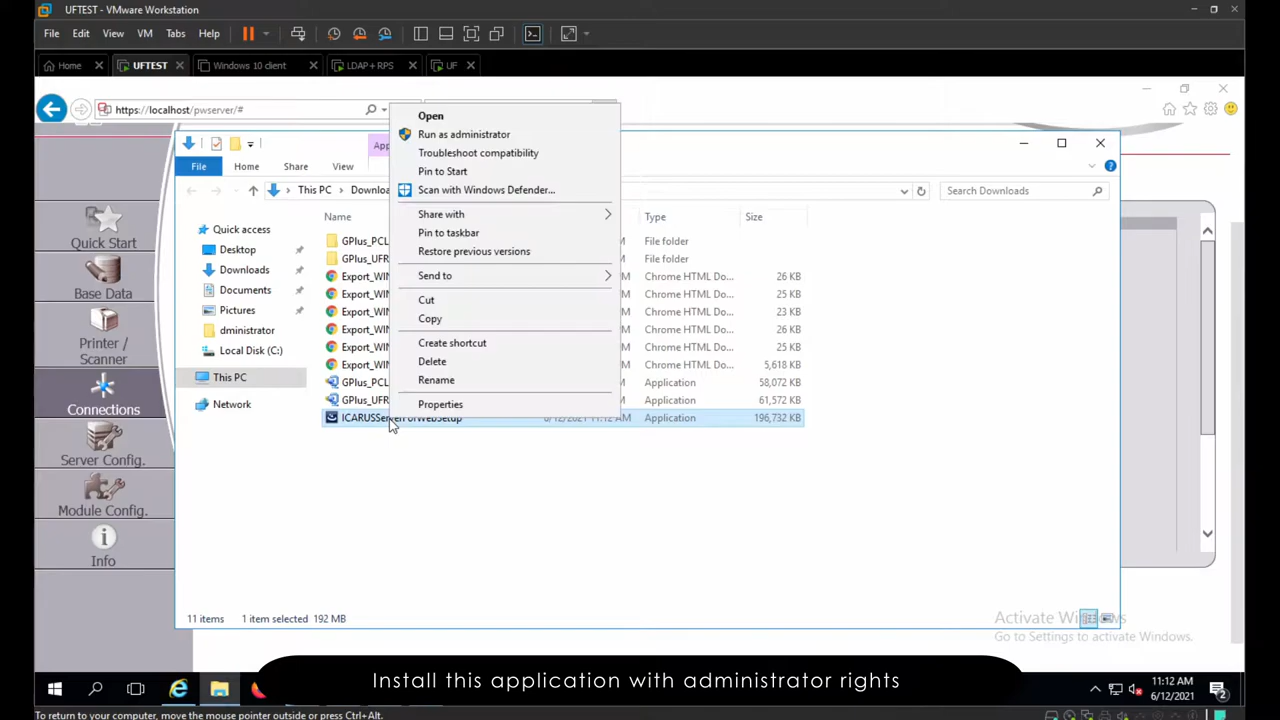 UFTEST - VMware Workstation
File Edit View VM Tabs Help
Home UFTEST Windows 10 client LDAP + RPS UF
https://localhost/pwserver/#
File Home Share View
This PC Search Documents
Name Type Size
Quick Start
Base Data
Printer /
Scanner
Connections
Server Config.
Module Config.
Info
Quick access
Desktop
Downloads
Documents
Pictures
dministrator
Local Disk (C:)
This PC
Network
Open
Run as administrator
Troubleshoot compatibility
Pin to Start
Scan with Windows Defender...
Share with
Pin to taskbar
Restore previous versions
Send to
Cut
Copy
Create shortcut
Delete
Rename
Properties
GPlus_PCL File folder
GPlus_UFR File folder
Export_WIN Chrome HTML Do... 26 KB
Export_WIN Chrome HTML Do... 25 KB
Export_WIN Chrome HTML Do... 23 KB
Export_WIN Chrome HTML Do... 26 KB
Export_WIN Chrome HTML Do... 25 KB
Export_WIN Chrome HTML Do... 5,618 KB
GPlus_PCL Application 58,072 KB
GPlus_UFR Application 61,572 KB
Application 196,732 KB
11 items 1 item selected 192 MB
Activate Windows
Go to Settings to activate Windows.
Install this application with administrator rights
11:12 AM
6/12/2021
To return to your computer, move the mouse pointer outside or press Ctrl+Alt.